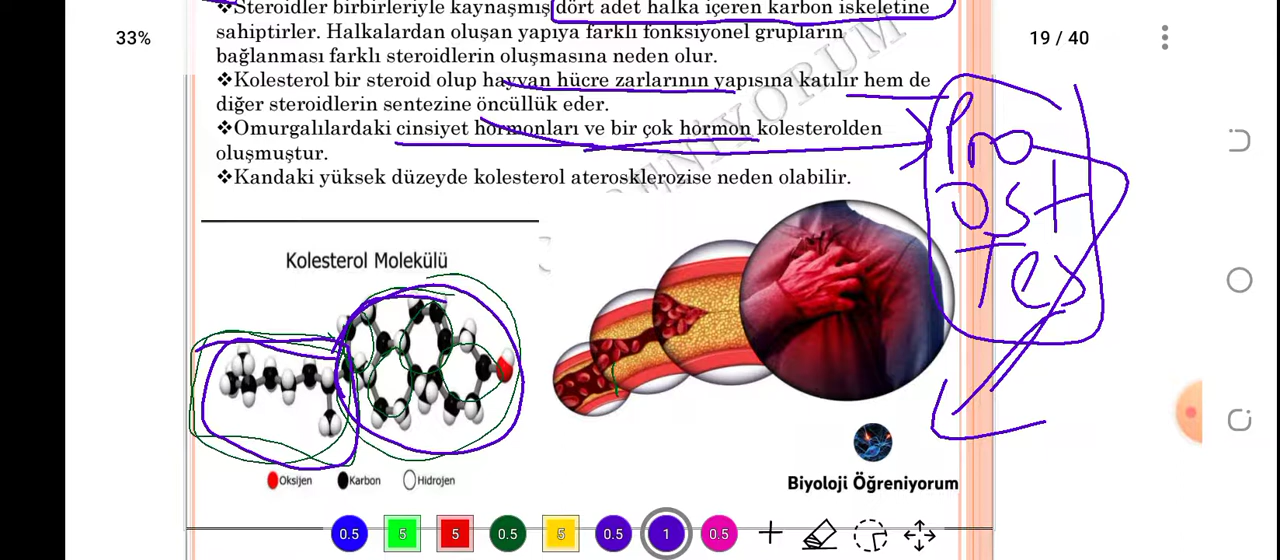 ❖Steroidler birbirleriyle kaynaşmış dört adet halka içeren karbon iskeletine
33%
19 / 40
sahiptirler. Halkalardan oluşan yapıya farklı fonksiyonel grupların
bağlanması farklı steroidlerin oluşmasına neden olur.
❖Kolesterol bir steroid olup hayvan hücre zarlarının yapısına katılır hem de
diğer steroidlerin sentezine öncüllük eder.
❖Omurgalılardaki cinsiyet hormonları ve bir çok hormon kolesterolden
oluşmuştur.
❖Kandaki yüksek düzeyde kolesterol aterosklerozise neden olabilir.
Pro
öst
Tes
Kolesterol Molekülü
Oksijen Karbon Hidrojen
Biyoloji Öğreniyorum
0.5 5 5 0.5 5 0.5 1 0.5